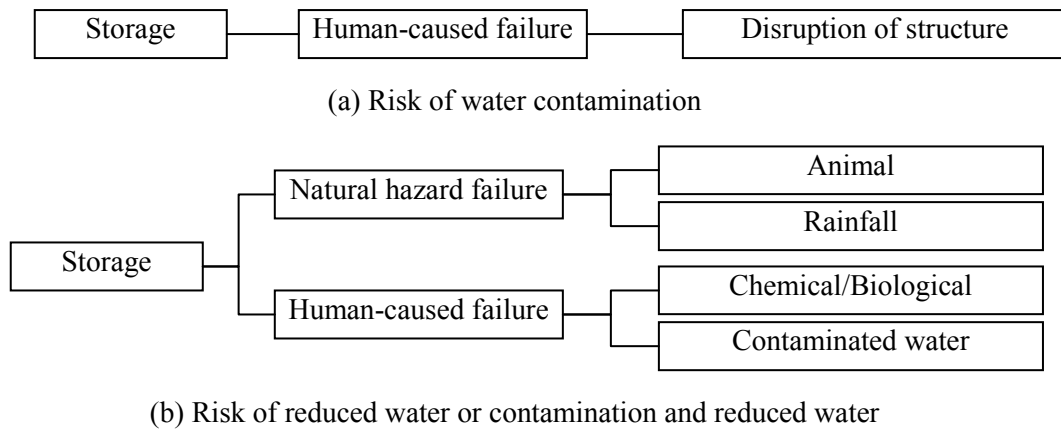 Storage
Human-caused failure
Disruption of structure
(a) Risk of water contamination
Natural hazard failure
Animal
Rainfall
Storage
Human-caused failure
Chemical/Biological
Contaminated water
(b) Risk of reduced water or contamination and reduced water